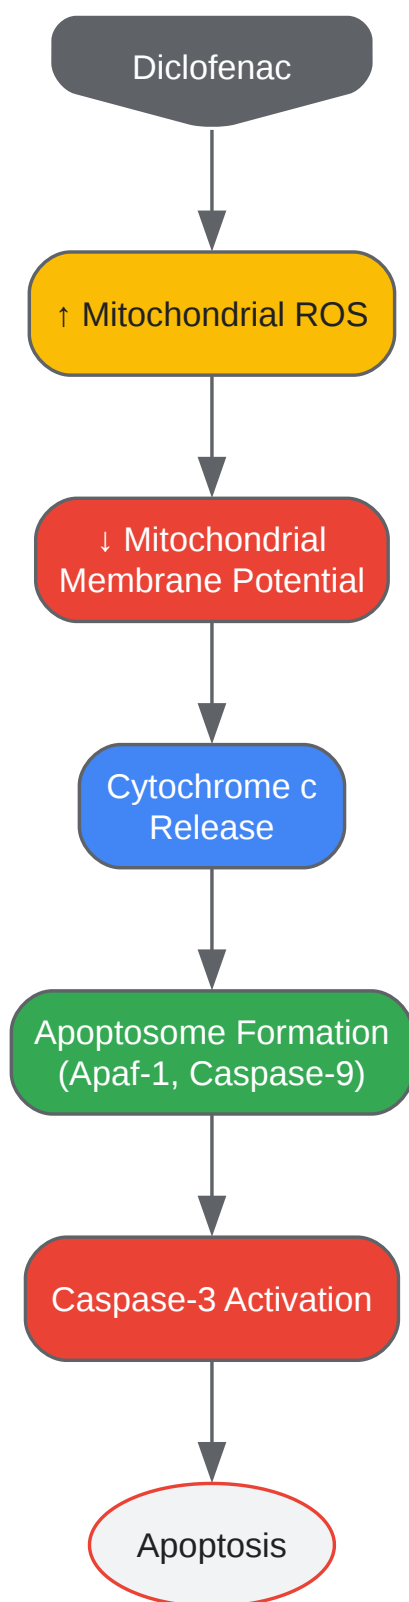 Diclofenac
↑ Mitochondrial ROS
↓ Mitochondrial
Membrane Potential
Cytochrome c
Release
Apoptosome Formation
(Apaf-1, Caspase-9)
Caspase-3 Activation
Apoptosis